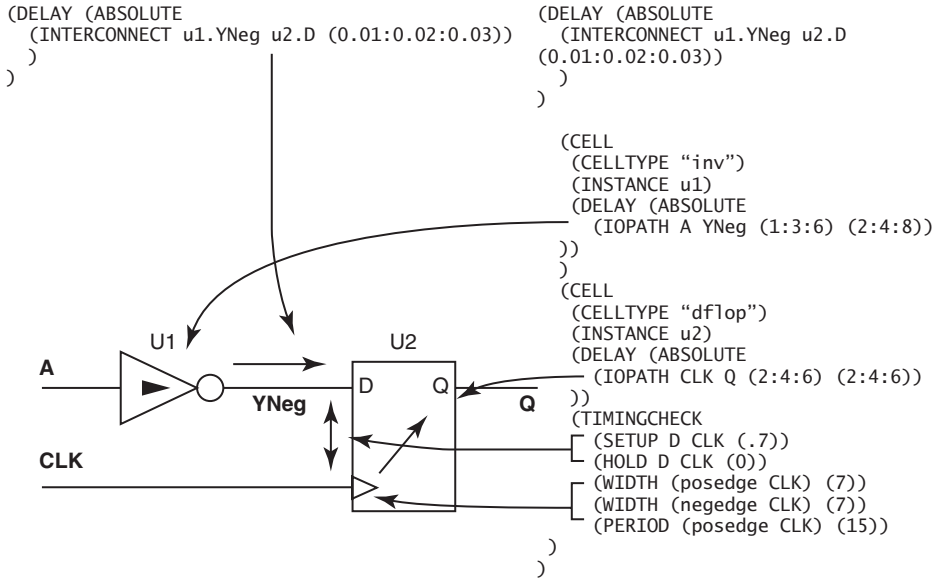 (DELAY (ABSOLUTE
(INTERCONNECT u1.YNeg u2.D (0.01:0.02:0.03))
)
)
(DELAY (ABSOLUTE
(INTERCONNECT u1.YNeg u2.D
(0.01:0.02:0.03))
)
)
(CELL
(CELLTYPE “inv”)
(INSTANCE u1)
(DELAY (ABSOLUTE
(IOPATH A YNeg (1:3:6) (2:4:8))
))
)
(CELL
(CELLTYPE “dflop”)
(INSTANCE u2)
(DELAY (ABSOLUTE
(IOPATH CLK Q (2:4:6) (2:4:6))
))
(TIMINGCHECK
(SETUP D CLK (.7))
(HOLD D CLK (0))
(WIDTH (posedge CLK) (7))
(WIDTH (negedge CLK) (7))
(PERIOD (posedge CLK) (15))
)
)
U1
U2
A
D
Q
YNeg
Q
CLK